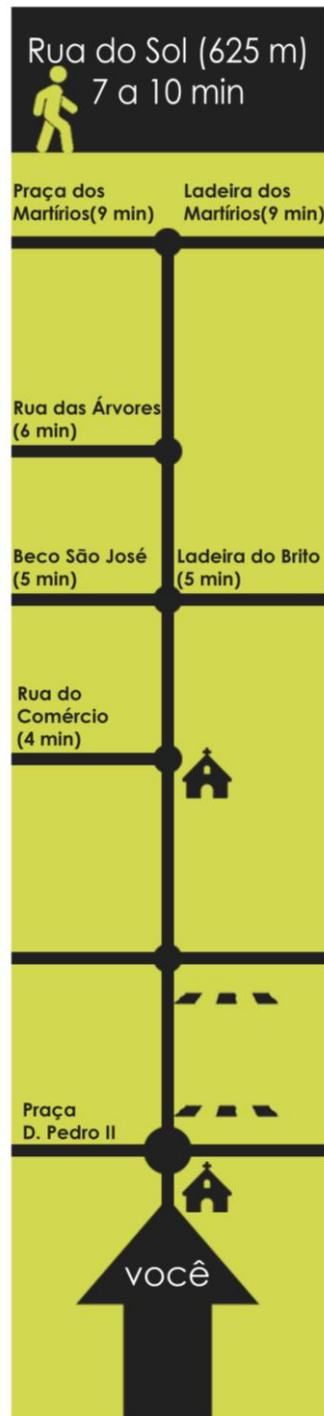 Rua do Sol (625 m)
7 a 10 min
Praça dos
Martírios(9 min)
Ladeira dos
Martírios(9 min)
Rua das Árvores
(6 min)
Beco São José
(5 min)
Ladeira do Brito
(5 min)
Rua do
Comércio
(4 min)
Praça
D. Pedro II
você